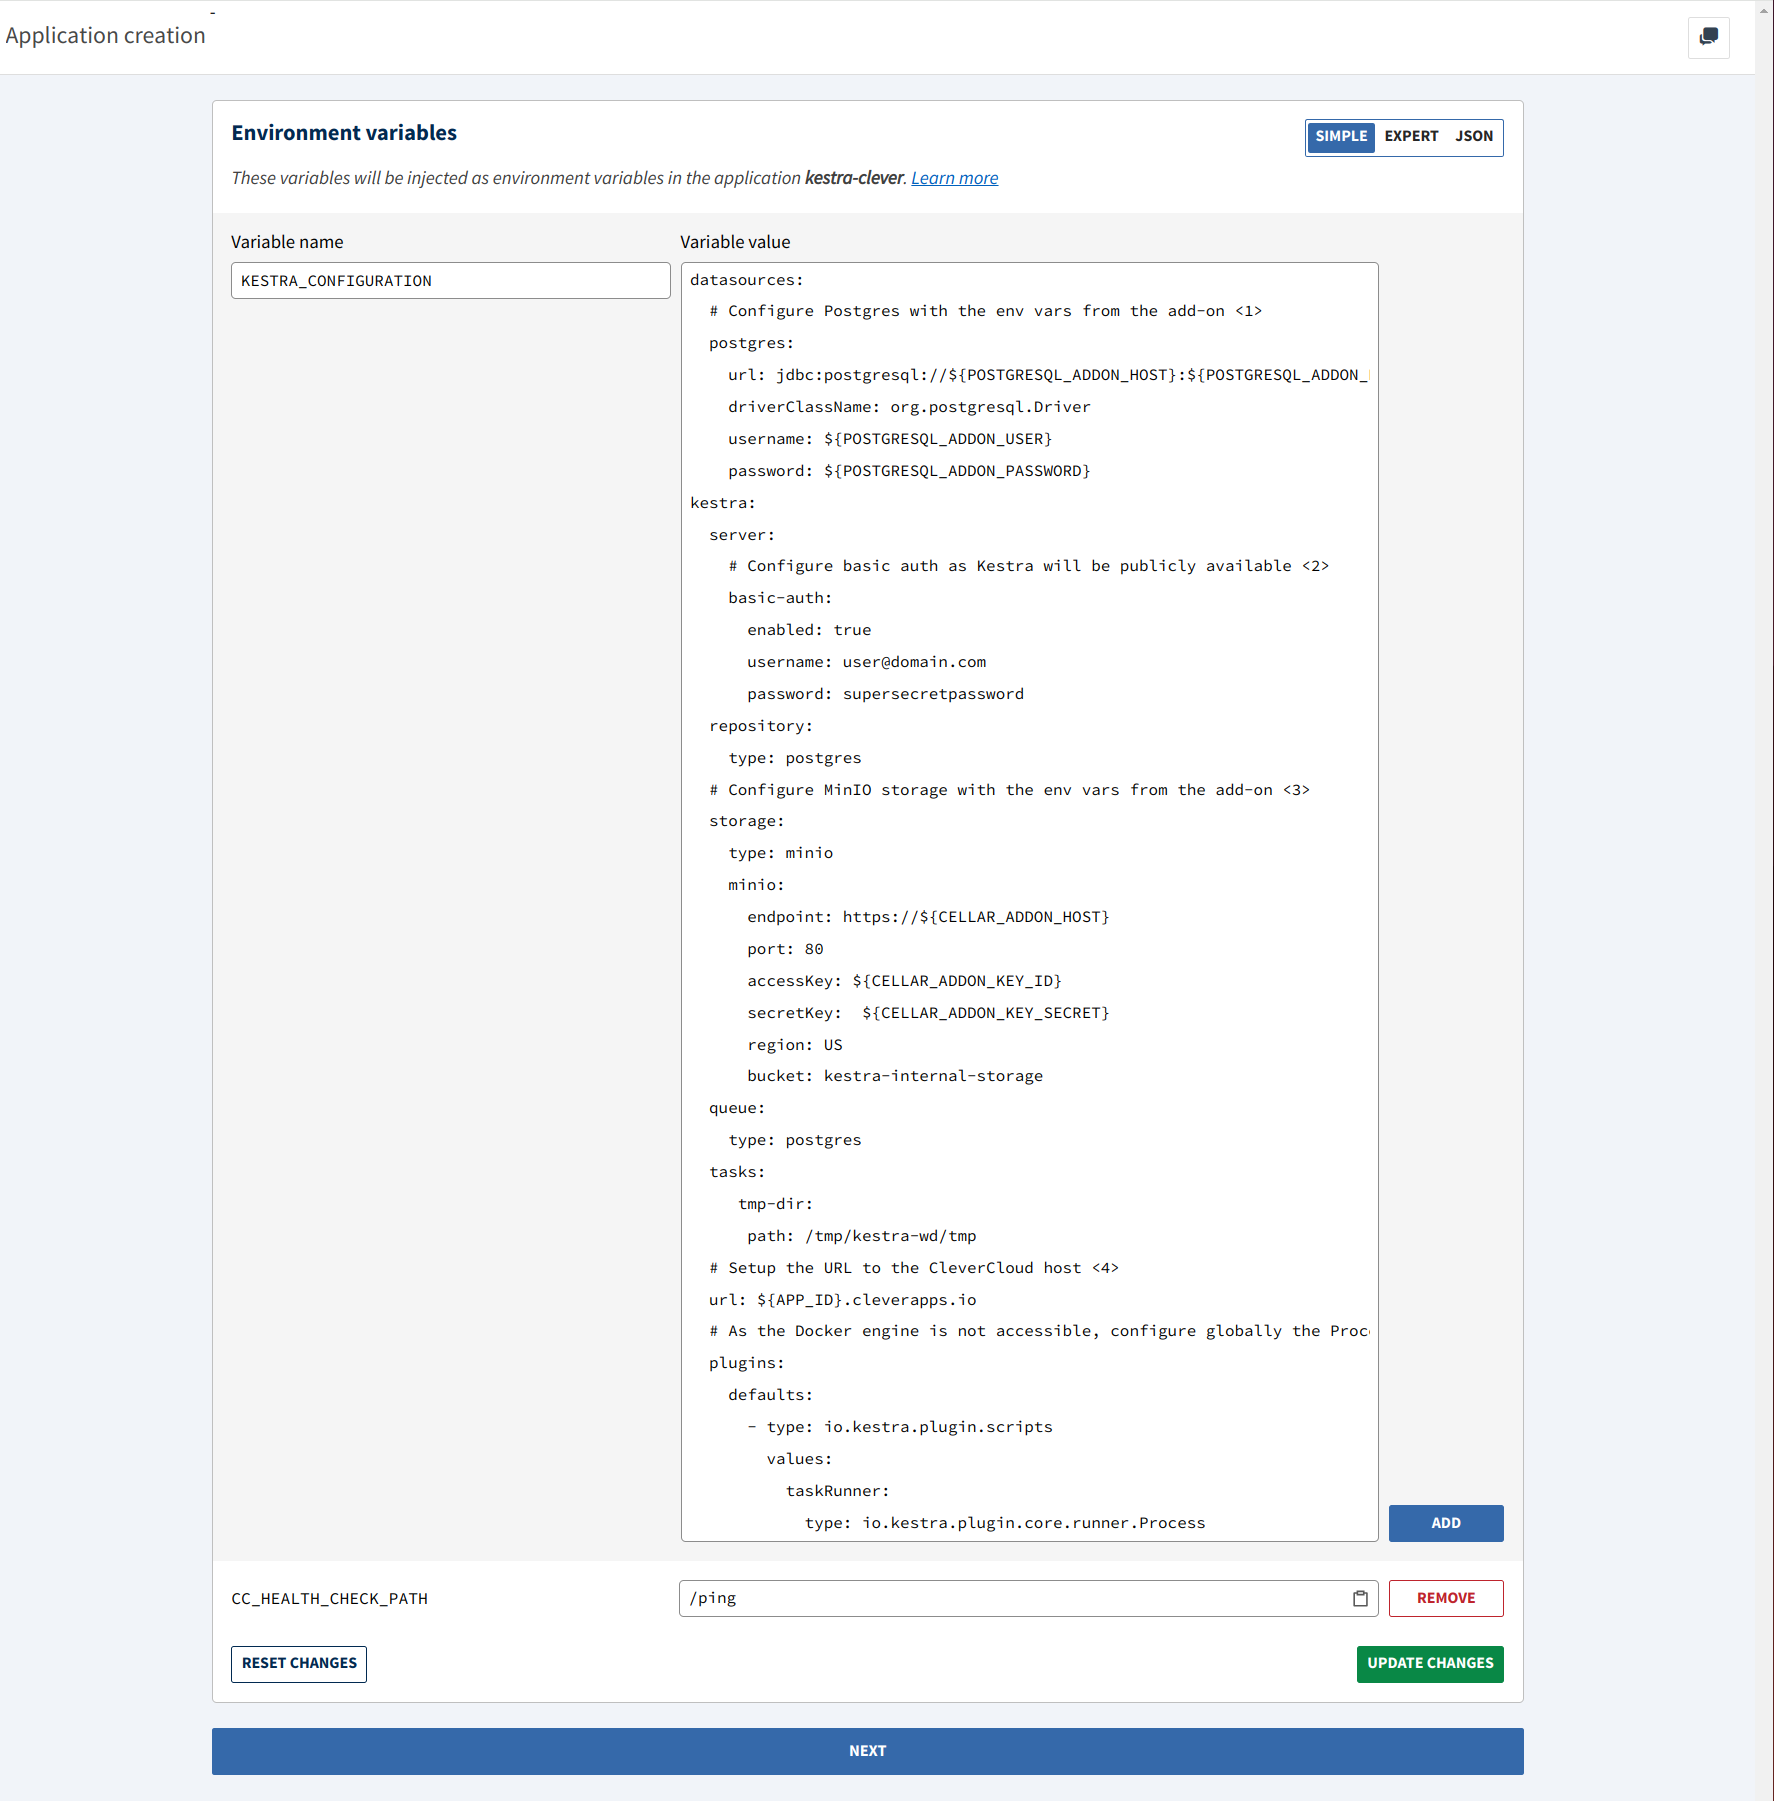 Application creation
Environment variables
SIMPLE EXPERT JSON
These variables will be injected as environment variables in the application kestra-clever. Learn more
Variable name
Variable value
KESTRA_CONFIGURATION
datasources:
  # Configure Postgres with the env vars from the add-on <1>
  postgres:
    url: jdbc:postgresql://${POSTGRESQL_ADDON_HOST}:${POSTGRESQL_ADDON_
    driverClassName: org.postgresql.Driver
    username: ${POSTGRESQL_ADDON_USER}
    password: ${POSTGRESQL_ADDON_PASSWORD}
kestra:
  server:
    # Configure basic auth as Kestra will be publicly available <2>
    basic-auth:
      enabled: true
      username: user@domain.com
      password: supersecretpassword
  repository:
    type: postgres
  # Configure MinIO storage with the env vars from the add-on <3>
  storage:
    type: minio
    minio:
      endpoint: https://${CELLAR_ADDON_HOST}
      port: 80
      accessKey: ${CELLAR_ADDON_KEY_ID}
      secretKey:  ${CELLAR_ADDON_KEY_SECRET}
      region: US
      bucket: kestra-internal-storage
  queue:
    type: postgres
  tasks:
     tmp-dir:
      path: /tmp/kestra-wd/tmp
  # Setup the URL to the CleverCloud host <4>
  url: ${APP_ID}.cleverapps.io
  # As the Docker engine is not accessible, configure globally the Proc
  plugins:
    defaults:
      - type: io.kestra.plugin.scripts
        values:
          taskRunner:
            type: io.kestra.plugin.core.runner.Process
ADD
CC_HEALTH_CHECK_PATH
/ping
REMOVE
RESET CHANGES
UPDATE CHANGES
NEXT